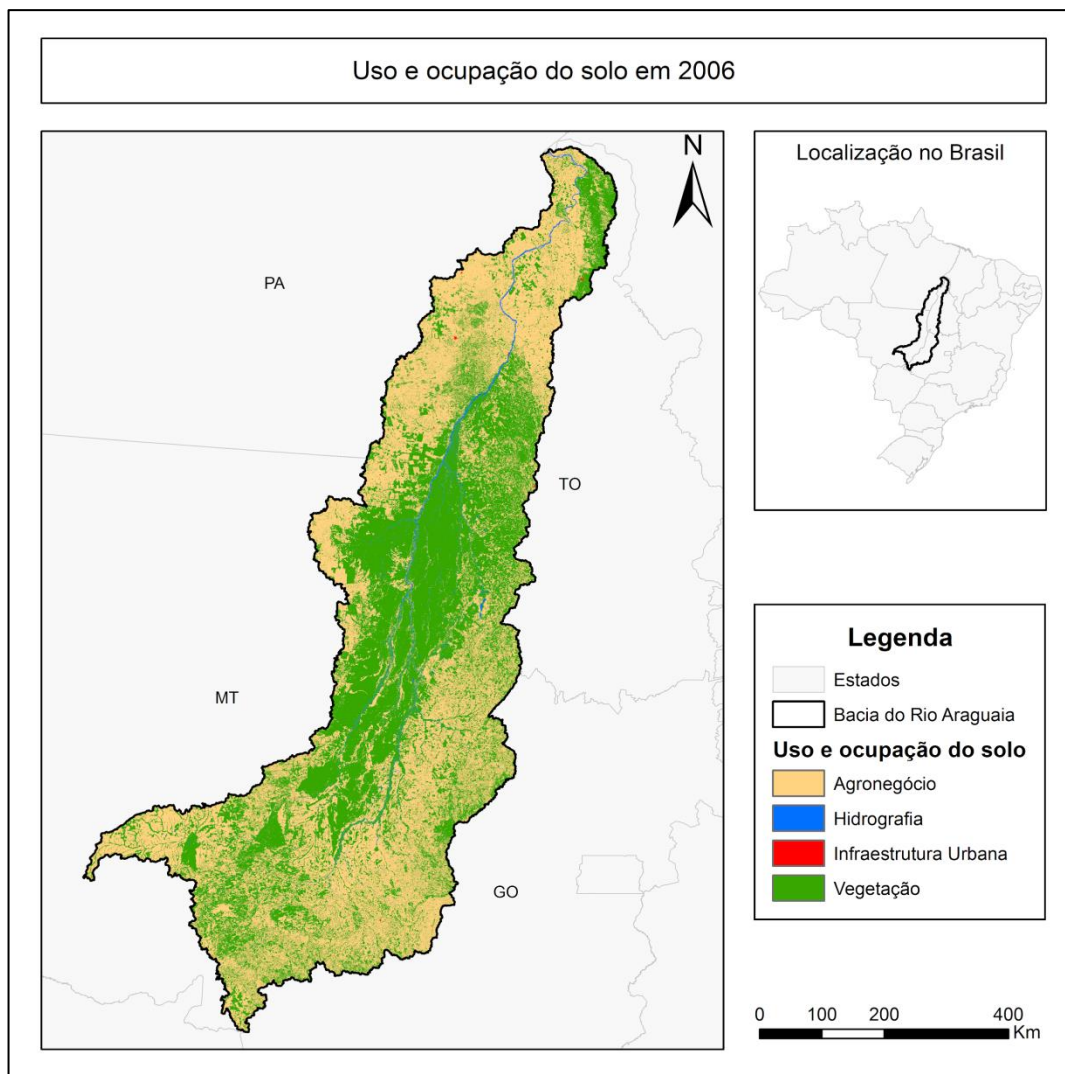 Uso e ocupação do solo em 2006
N
PA
TO
MT
GO
Localização no Brasil
Legenda
Estados
Bacia do Rio Araguaia
Uso e ocupação do solo
Agronegócio
Hidrografia
Infraestrutura Urbana
Vegetação
0 100 200 400
Km